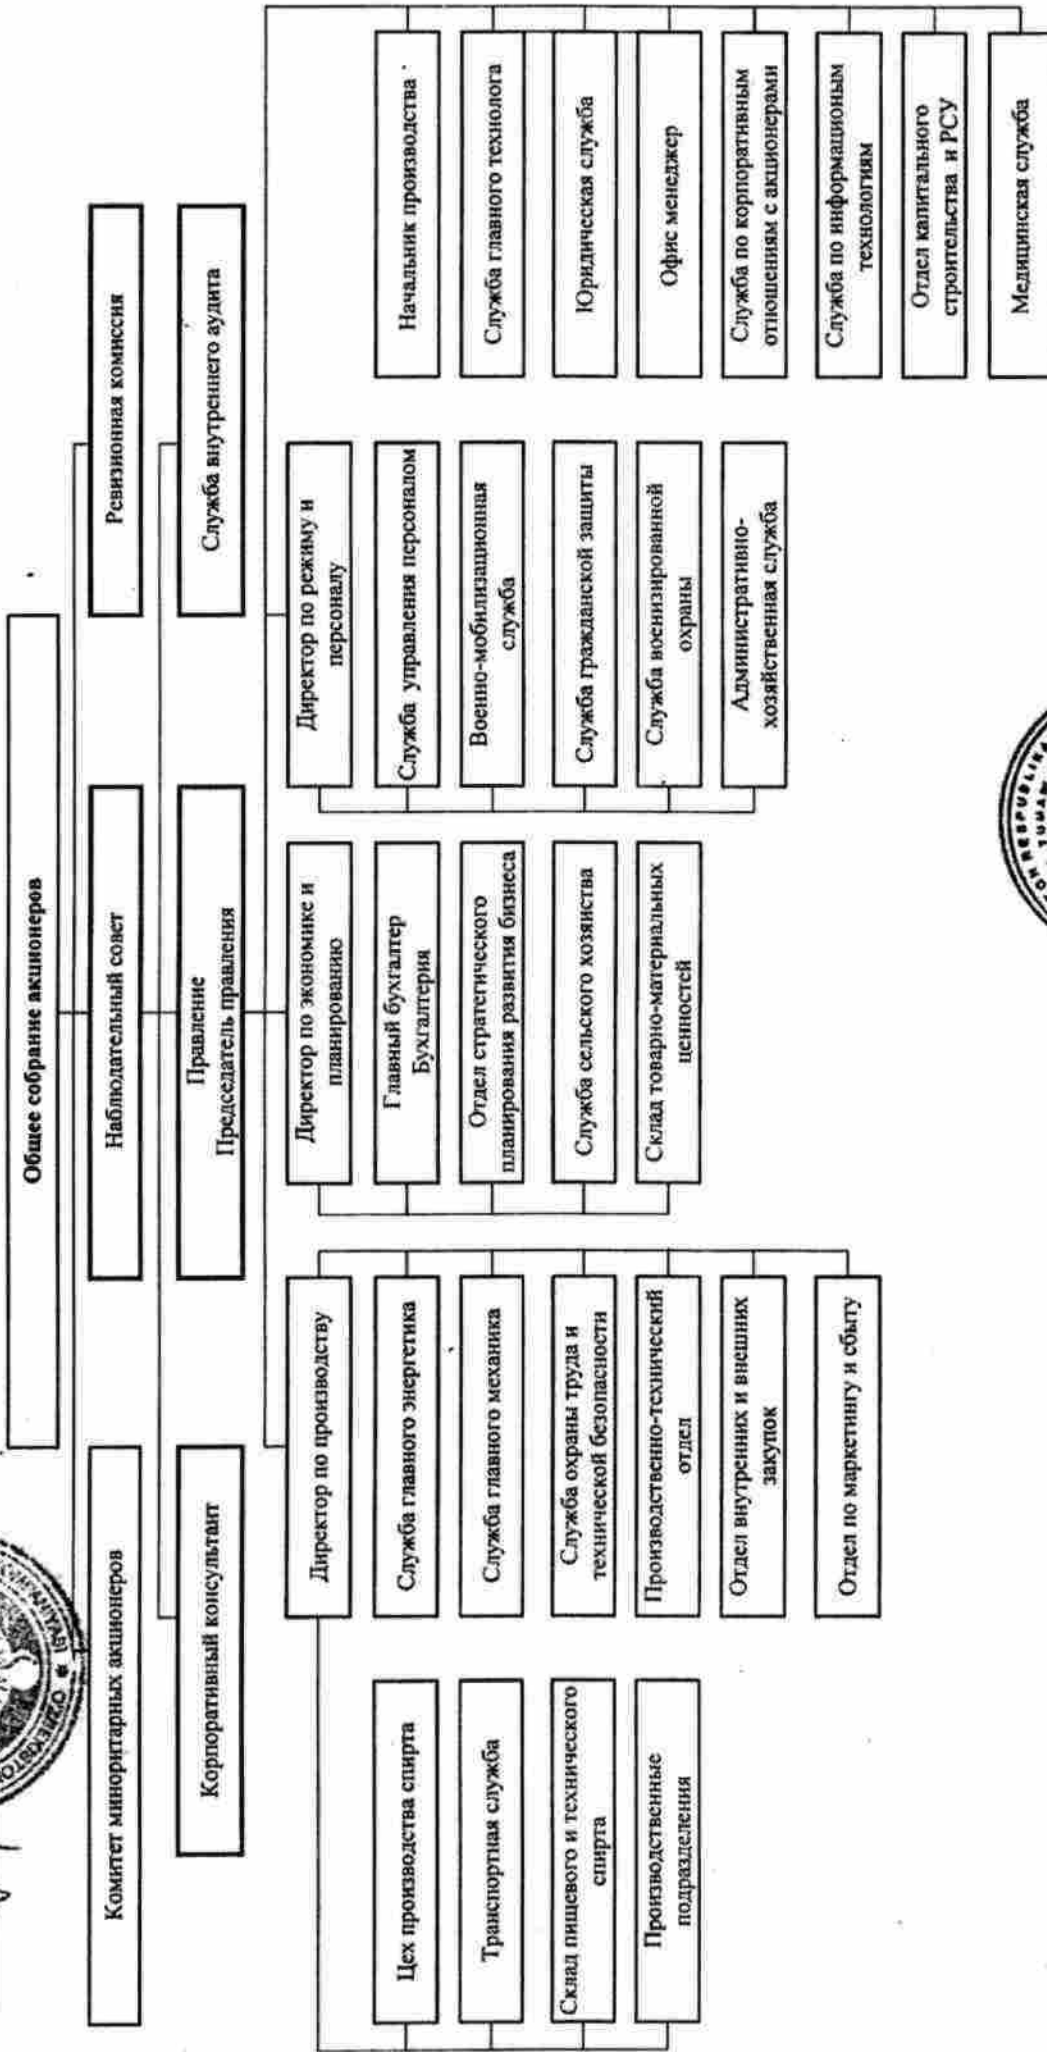 Общее собрание акционеров
Комитет миноритарных акционеров
Наблюдательный совет
Ревизионная комиссия
Корпоративный консультант
Правление
Председатель правления
Служба внутреннего аудита
Директор по производству
Директор по экономике и
планированию
Директор по режиму и
персоналу
Цех производства спирта
Транспортная служба
Склад пищевого и технического
спирта
Производственные
подразделения
Служба главного энергетика
Служба главного механика
Служба охраны труда и
технической безопасности
Производственно-технический
отдел
Отдел внутренних и внешних
закупок
Отдел по маркетингу и сбыту
Главный бухгалтер
Бухгалтерия
Отдел стратегического
планирования развития бизнеса
Служба сельского хозяйства
Склад товарно-материальных
ценностей
Служба управления персоналом
Военно-мобилизационная
служба
Служба гражданской защиты
Служба военизированной
охраны
Административно-
хозяйственная служба
Начальник производства
Служба главного технолога
Юридическая служба
Офис менеджер
Служба по корпоративным
отношениям с акционерами
Служба по информационым
технологиям
Отдел капитального
строительства и РСУ
Медицинская служба